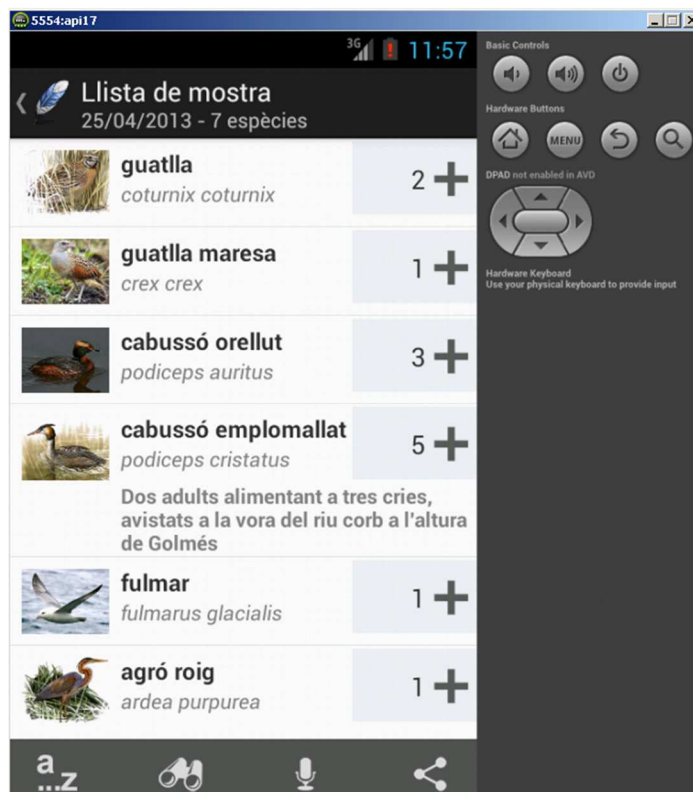 5554:api17
3G 11:57
Llista de mostra
25/04/2013 - 7 espècies
guatlla
coturnix coturnix
2
guatlla maresa
crex crex
1
cabussó orellut
podiceps auritus
3
cabussó emplomallat
podiceps cristatus
5
Dos adults alimentant a tres cries,
avistats a la vora del riu corb a l'altura
de Golmés
fulmar
fulmarus glacialis
1
agró roig
ardea purpurea
1
a
...z
Basic Controls
Hardware Buttons
MENU
DPAD not enabled in AVD
Hardware Keyboard
Use your physical keyboard to provide input